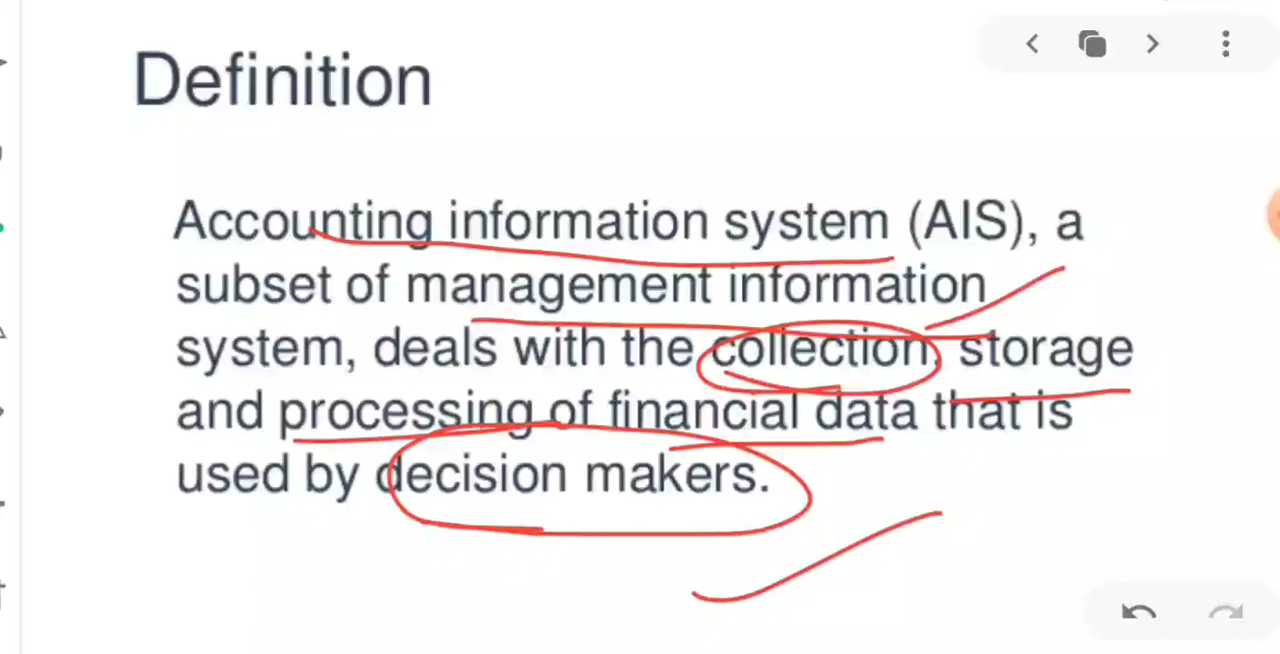 Definition
Accounting information system (AIS), a
subset of management information
system, deals with the collection, storage
and processing of financial data that is
used by decision makers.